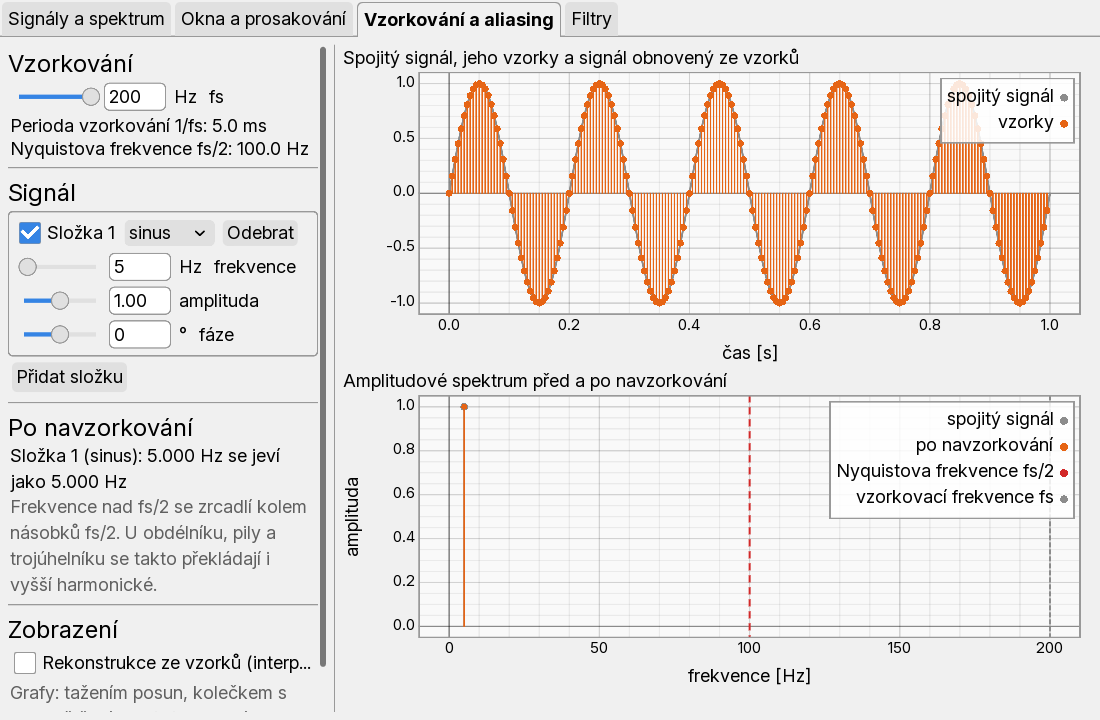 Signály a spektrum
Okna a prosakování
Vzorkování a aliasing
Filtry
Vzorkování
200 Hz fs
Perioda vzorkování 1/fs: 5.0 ms
Nyquistova frekvence fs/2: 100.0 Hz
Signál
Složka 1 sinus Odebrat
5 Hz frekvence
1.00 amplituda
0 ° fáze
Přidat složku
Po navzorkování
Složka 1 (sinus): 5.000 Hz se jeví
jako 5.000 Hz
Frekvence nad fs/2 se zrcadlí kolem
násobků fs/2. U obdélníku, pily a
trojúhelníku se takto překládají i
vyšší harmonické.
Zobrazení
Rekonstrukce ze vzorků (interp...
Grafy: tažením posun, kolečkem s
Spojitý signál, jeho vzorky a signál obnovený ze vzorků
1.0
0.5
0.0
-0.5
-1.0
spojitý signál
vzorky
0.0 0.2 0.4 0.6 0.8 1.0
čas [s]
Amplitudové spektrum před a po navzorkování
amplituda
1.0
0.8
0.6
0.4
0.2
0.0
spojitý signál
po navzorkování
Nyquistova frekvence fs/2
vzorkovací frekvence fs
0 50 100 150 200
frekvence [Hz]